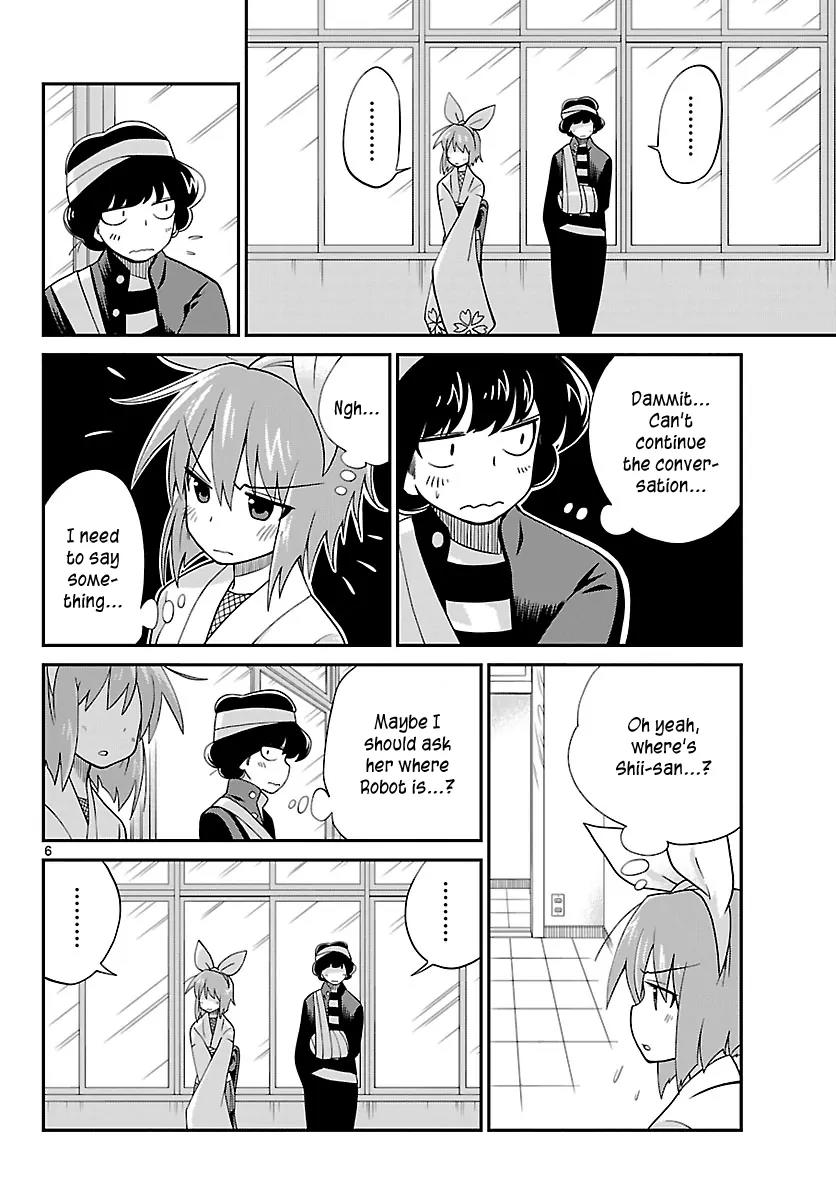 ⋮
⋮
Dammit...
Can't
continue
the conver-
sation...
Ngh...
I need
to say
some-
thing...
Oh yeah,
where's
Shii-san...?
Maybe I
should ask
her where
Robot is...?
6
⋮
⋮